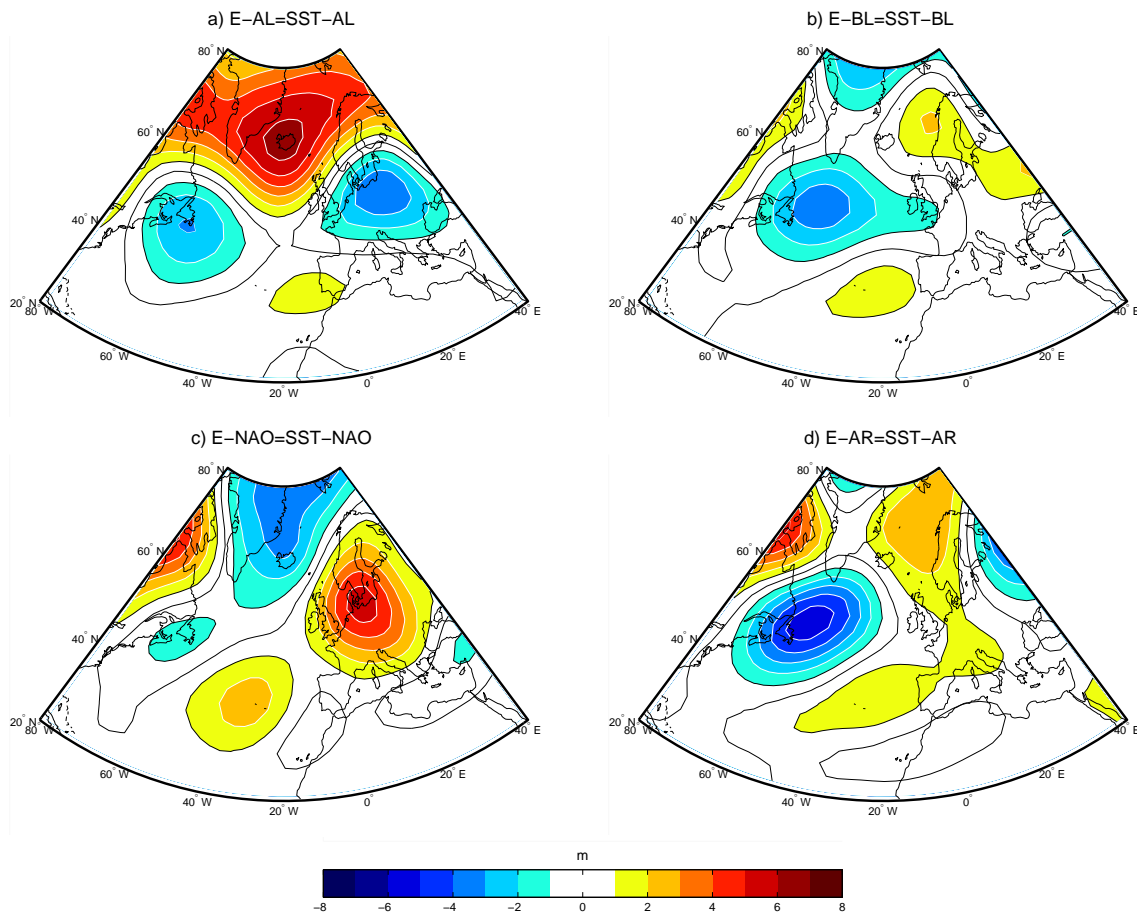 a) E−AL=SST−AL
80° N
60° N
40° N
20° N
80° W
60° W
40° W
20° W
0°
20° E
40° E
b) E−BL=SST−BL
80° N
60° N
40° N
20° N
80° W
60° W
40° W
20° W
0°
20° E
40° E
c) E−NAO=SST−NAO
80° N
60° N
40° N
20° N
80° W
60° W
40° W
20° W
0°
20° E
40° E
d) E−AR=SST−AR
80° N
60° N
40° N
20° N
80° W
60° W
40° W
20° W
0°
20° E
40° E
m
−8 −6 −4 −2 0 2 4 6 8